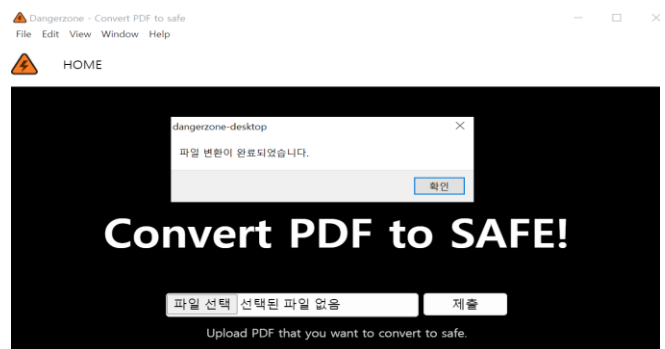 Dangerzone - Convert PDF to safe
File Edit View Window Help
HOME
dangerzone-desktop
파일 변환이 완료되었습니다.
확인
Convert PDF to SAFE!
파일 선택 선택된 파일 없음 제출
Upload PDF that you want to convert to safe.